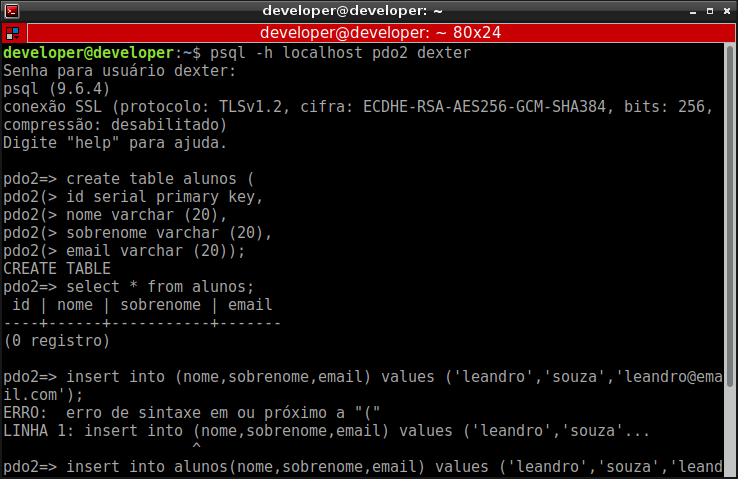 developer@developer: ~
developer@developer: ~ 80x24
developer@developer:~$ psql -h localhost pdo2 dexter
Senha para usuário dexter:
psql (9.6.4)
conexão SSL (protocolo: TLSv1.2, cifra: ECDHE-RSA-AES256-GCM-SHA384, bits: 256,
compressão: desabilitado)
Digite "help" para ajuda.
pdo2=> create table alunos (
pdo2(> id serial primary key,
pdo2(> nome varchar (20),
pdo2(> sobrenome varchar (20),
pdo2(> email varchar (20));
CREATE TABLE
pdo2=> select * from alunos;
 id | nome | sobrenome | email
----+------+-----------+-------
(0 registro)
pdo2=> insert into (nome,sobrenome,email) values ('leandro','souza','leandro@ema
il.com');
ERRO:  erro de sintaxe em ou próximo a "("
LINHA 1: insert into (nome,sobrenome,email) values ('leandro','souza'...
                     ^
pdo2=> insert into alunos(nome,sobrenome,email) values ('leandro','souza','leand